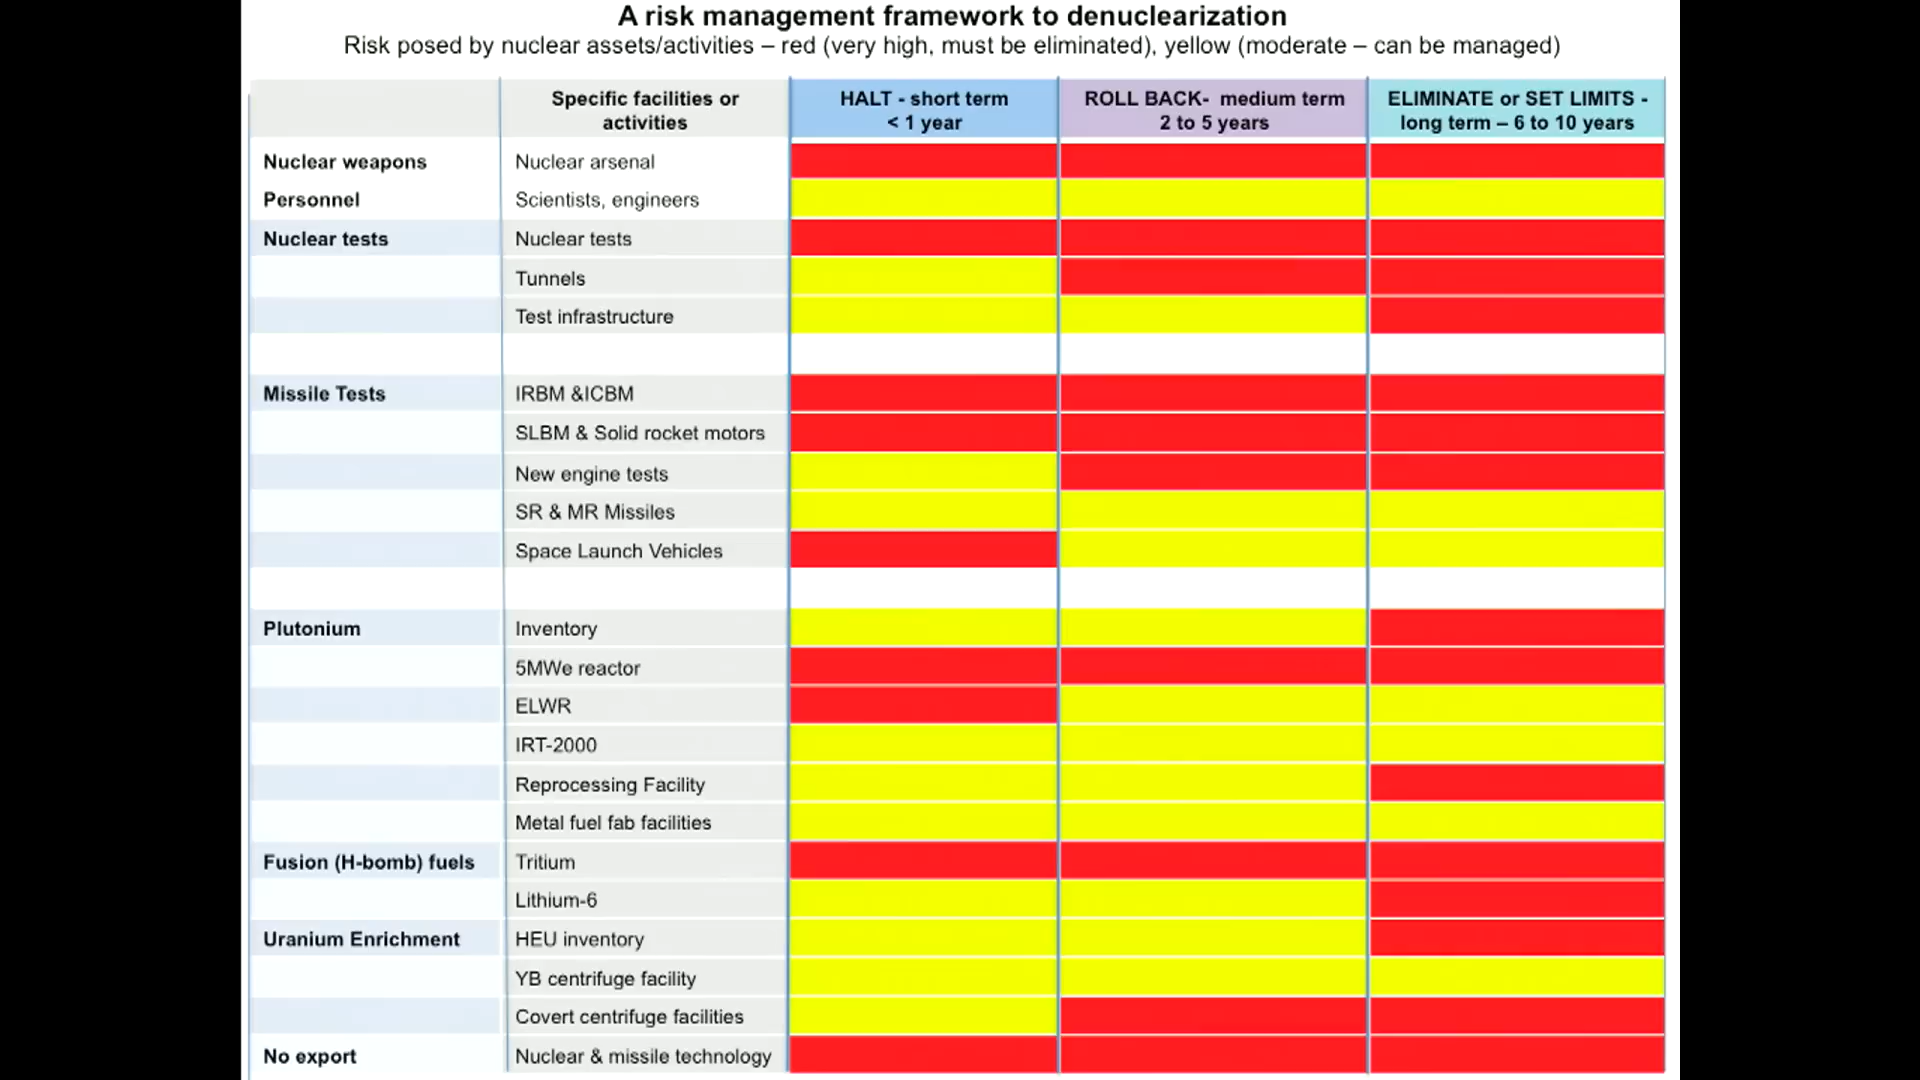 A risk management framework to denuclearization
Risk posed by nuclear assets/activities – red (very high, must be eliminated), yellow (moderate – can be managed)
Specific facilities or activities
HALT - short term
< 1 year
ROLL BACK- medium term
2 to 5 years
ELIMINATE or SET LIMITS -
long term – 6 to 10 years
Nuclear weapons Nuclear arsenal
Personnel Scientists, engineers
Nuclear tests Nuclear tests
Tunnels
Test infrastructure
Missile Tests IRBM &ICBM
SLBM & Solid rocket motors
New engine tests
SR & MR Missiles
Space Launch Vehicles
Plutonium Inventory
5MWe reactor
ELWR
IRT-2000
Reprocessing Facility
Metal fuel fab facilities
Fusion (H-bomb) fuels Tritium
Lithium-6
Uranium Enrichment HEU inventory
YB centrifuge facility
Covert centrifuge facilities
No export Nuclear & missile technology